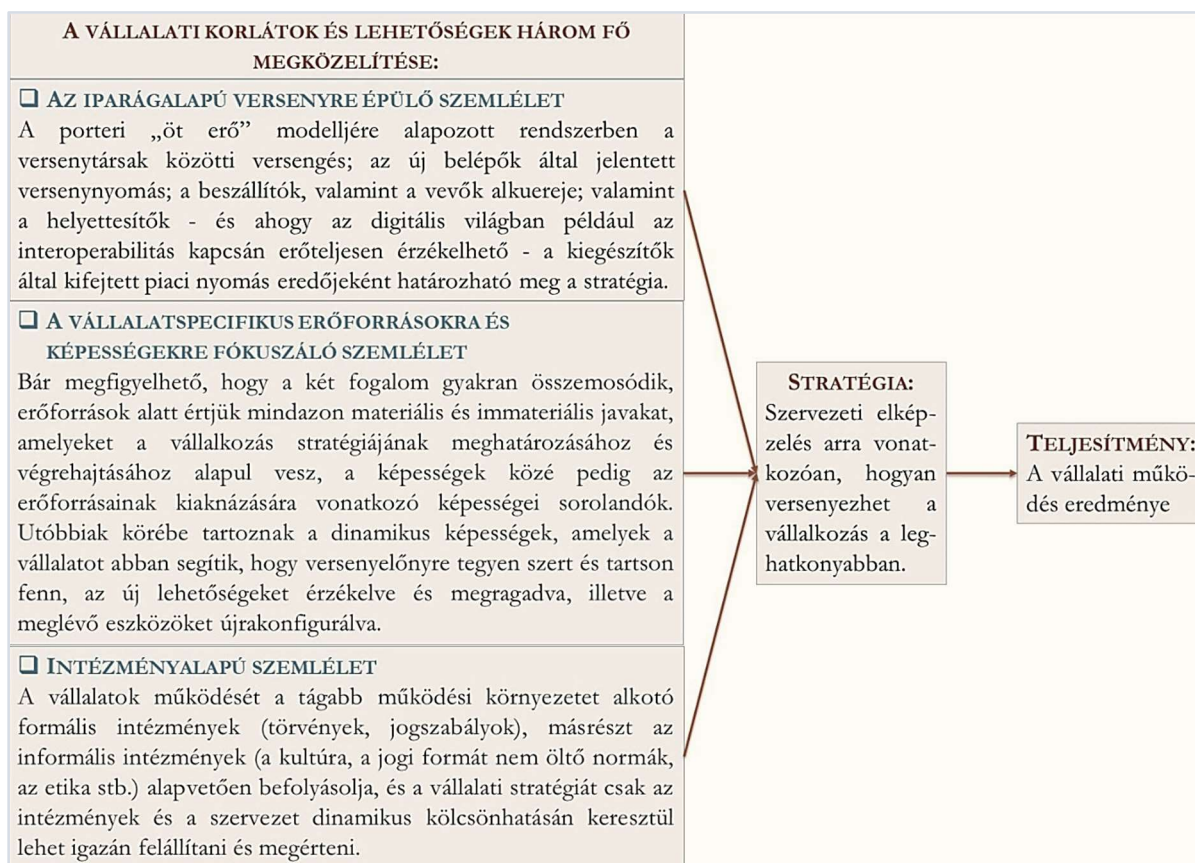 A VÁLLALATI KORLÁTOK ÉS LEHETŐSÉGEK HÁROM FŐ
MEGKÖZELÍTÉSE:
❑ AZ IPARÁGALAPÚ VERSENYRE ÉPÜLŐ SZEMLÉLET
A porteri „öt erő” modelljére alapozott rendszerben a
versenytársak közötti versengés; az új belépők által jelentett
versenynyomás; a beszállítók, valamint a vevők alkuereje; valamint
a helyettesítők - és ahogy az digitális világban például az
interoperabilitás kapcsán erőteljesen érzékelhető - a kiegészítők
által kifejtett piaci nyomás eredőjeként határozható meg a stratégia.
❑ A VÁLLALATSPECIFIKUS ERŐFORRÁSOKRA ÉS
KÉPESSÉGEKRE FÓKUSZÁLÓ SZEMLÉLET
Bár megfigyelhető, hogy a két fogalom gyakran összemosódik,
erőforrások alatt értjük mindazon materiális és immateriális javakat,
amelyeket a vállalkozás stratégiájának meghatározásához és
végrehajtásához alapul vesz, a képességek közé pedig az
erőforrásainak kiaknázására vonatkozó képességei sorolandók.
Utóbbiak körébe tartoznak a dinamikus képességek, amelyek a
vállalatot abban segítik, hogy versenyelőnyre tegyen szert és tartson
fenn, az új lehetőségeket érzékelve és megragadva, illetve a
meglévő eszközöket újrakonfigurálva.
❑ INTÉZMÉNYALAPÚ SZEMLÉLET
A vállalatok működését a tágabb működési környezetet alkotó
formális intézmények (törvények, jogszabályok), másrészt az
informális intézmények (a kultúra, a jogi formát nem öltő normák,
az etika stb.) alapvetően befolyásolja, és a vállalati stratégiát csak az
intézmények és a szervezet dinamikus kölcsönhatásán keresztül
lehet igazán felállítani és megérteni.
STRATÉGIA:
Szervezeti elkép-
zelés arra vonat-
kozóan, hogyan
versenyezhet a
vállalkozás a leg-
hatkonyabban.
TELJESÍTMÉNY:
A vállalati műkö-
dés eredménye